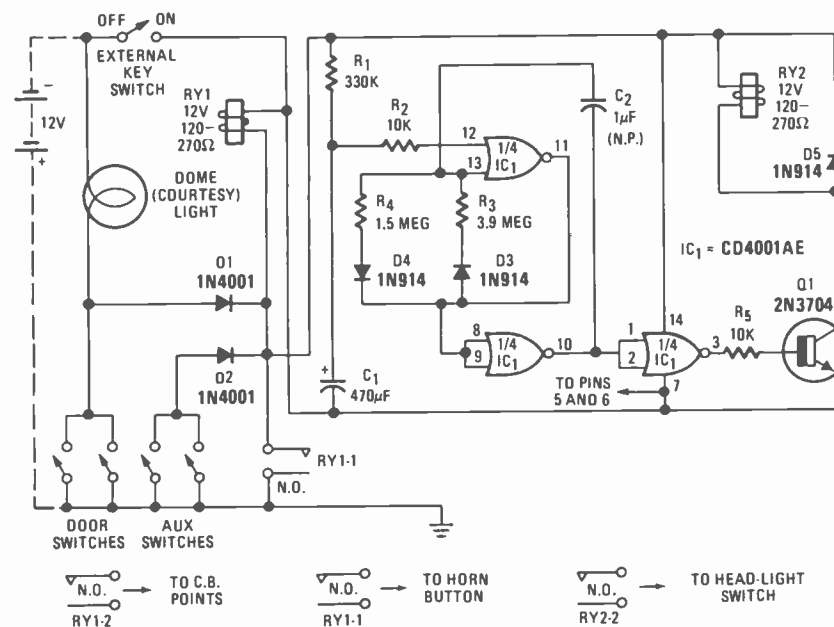 OFF ON
EXTERNAL
KEY
SWITCH
12V
−
+
RY1
12V
120–
270Ω
DOME
(COURTESY)
LIGHT
D1
1N4001
D2
1N4001
R1
330K
R2
10K
12
13
1/4
IC1
11
C2
1μF
(N.P.)
R4
1.5 MEG
R3
3.9 MEG
D4
1N914
D3
1N914
8
9
1/4
IC1
10
+
C1
470μF
1
2
14
1/4
IC1
3
7
TO PINS
5 AND 6
R5
10K
RY2
12V
120–
270Ω
D5
1N914
IC1 = CD4001AE
Q1
2N3704
RY1-1
N.O.
DOOR
SWITCHES
AUX
SWITCHES
N.O.
RY1-2
TO C.B.
POINTS
N.O.
RY1-1
TO HORN
BUTTON
N.O.
RY2-2
TO HEAD-LIGHT
SWITCH